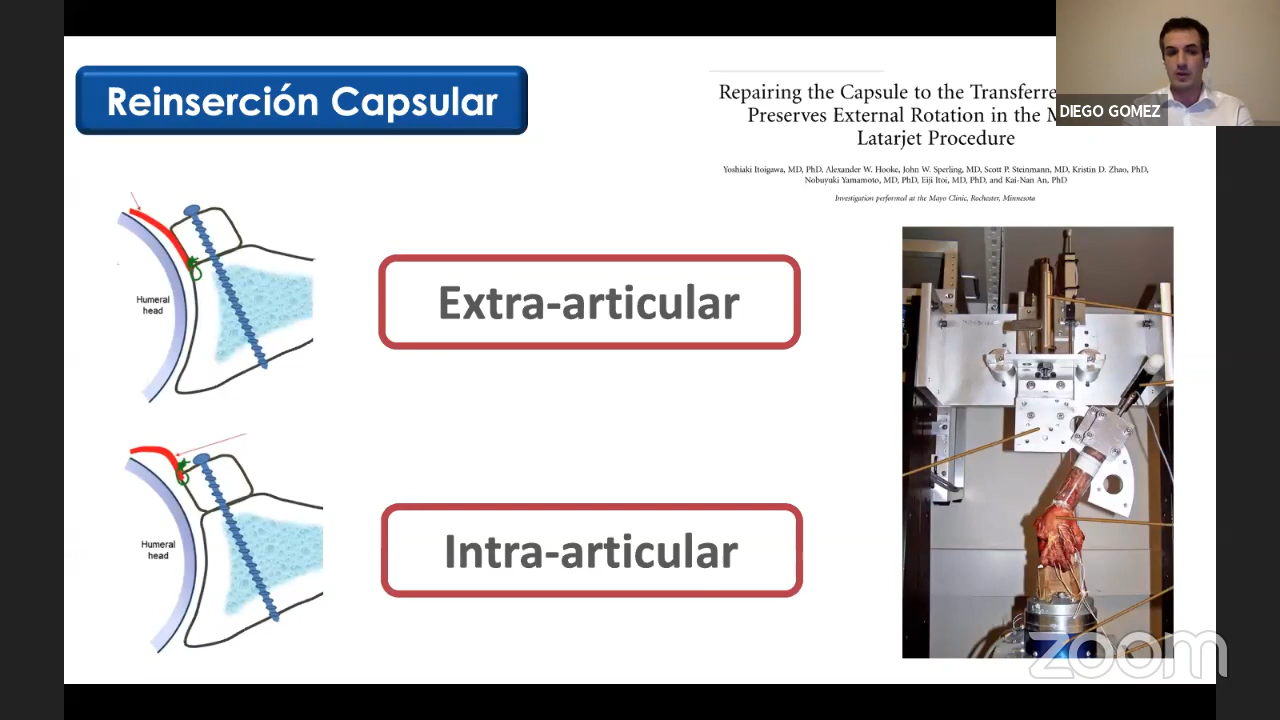 Reinserción Capsular
Repairing the Capsule to the Transferre
Preserves External Rotation in the M
Latarjet Procedure
Yoshiaki Itoigawa, MD, PhD, Alexander W. Hooke, John W. Sperling, MD, Scott P. Steinmann, MD, Kristin D. Zhao, PhD,
Nobuyuki Yamamoto, MD, PhD, Eiji Itoi, MD, PhD, and Kai-Nan An, PhD
Investigation performed at the Mayo Clinic, Rochester, Minnesota
DIEGO GOMEZ
Humeral
head
Extra-articular
Humeral
head
Intra-articular
zoom